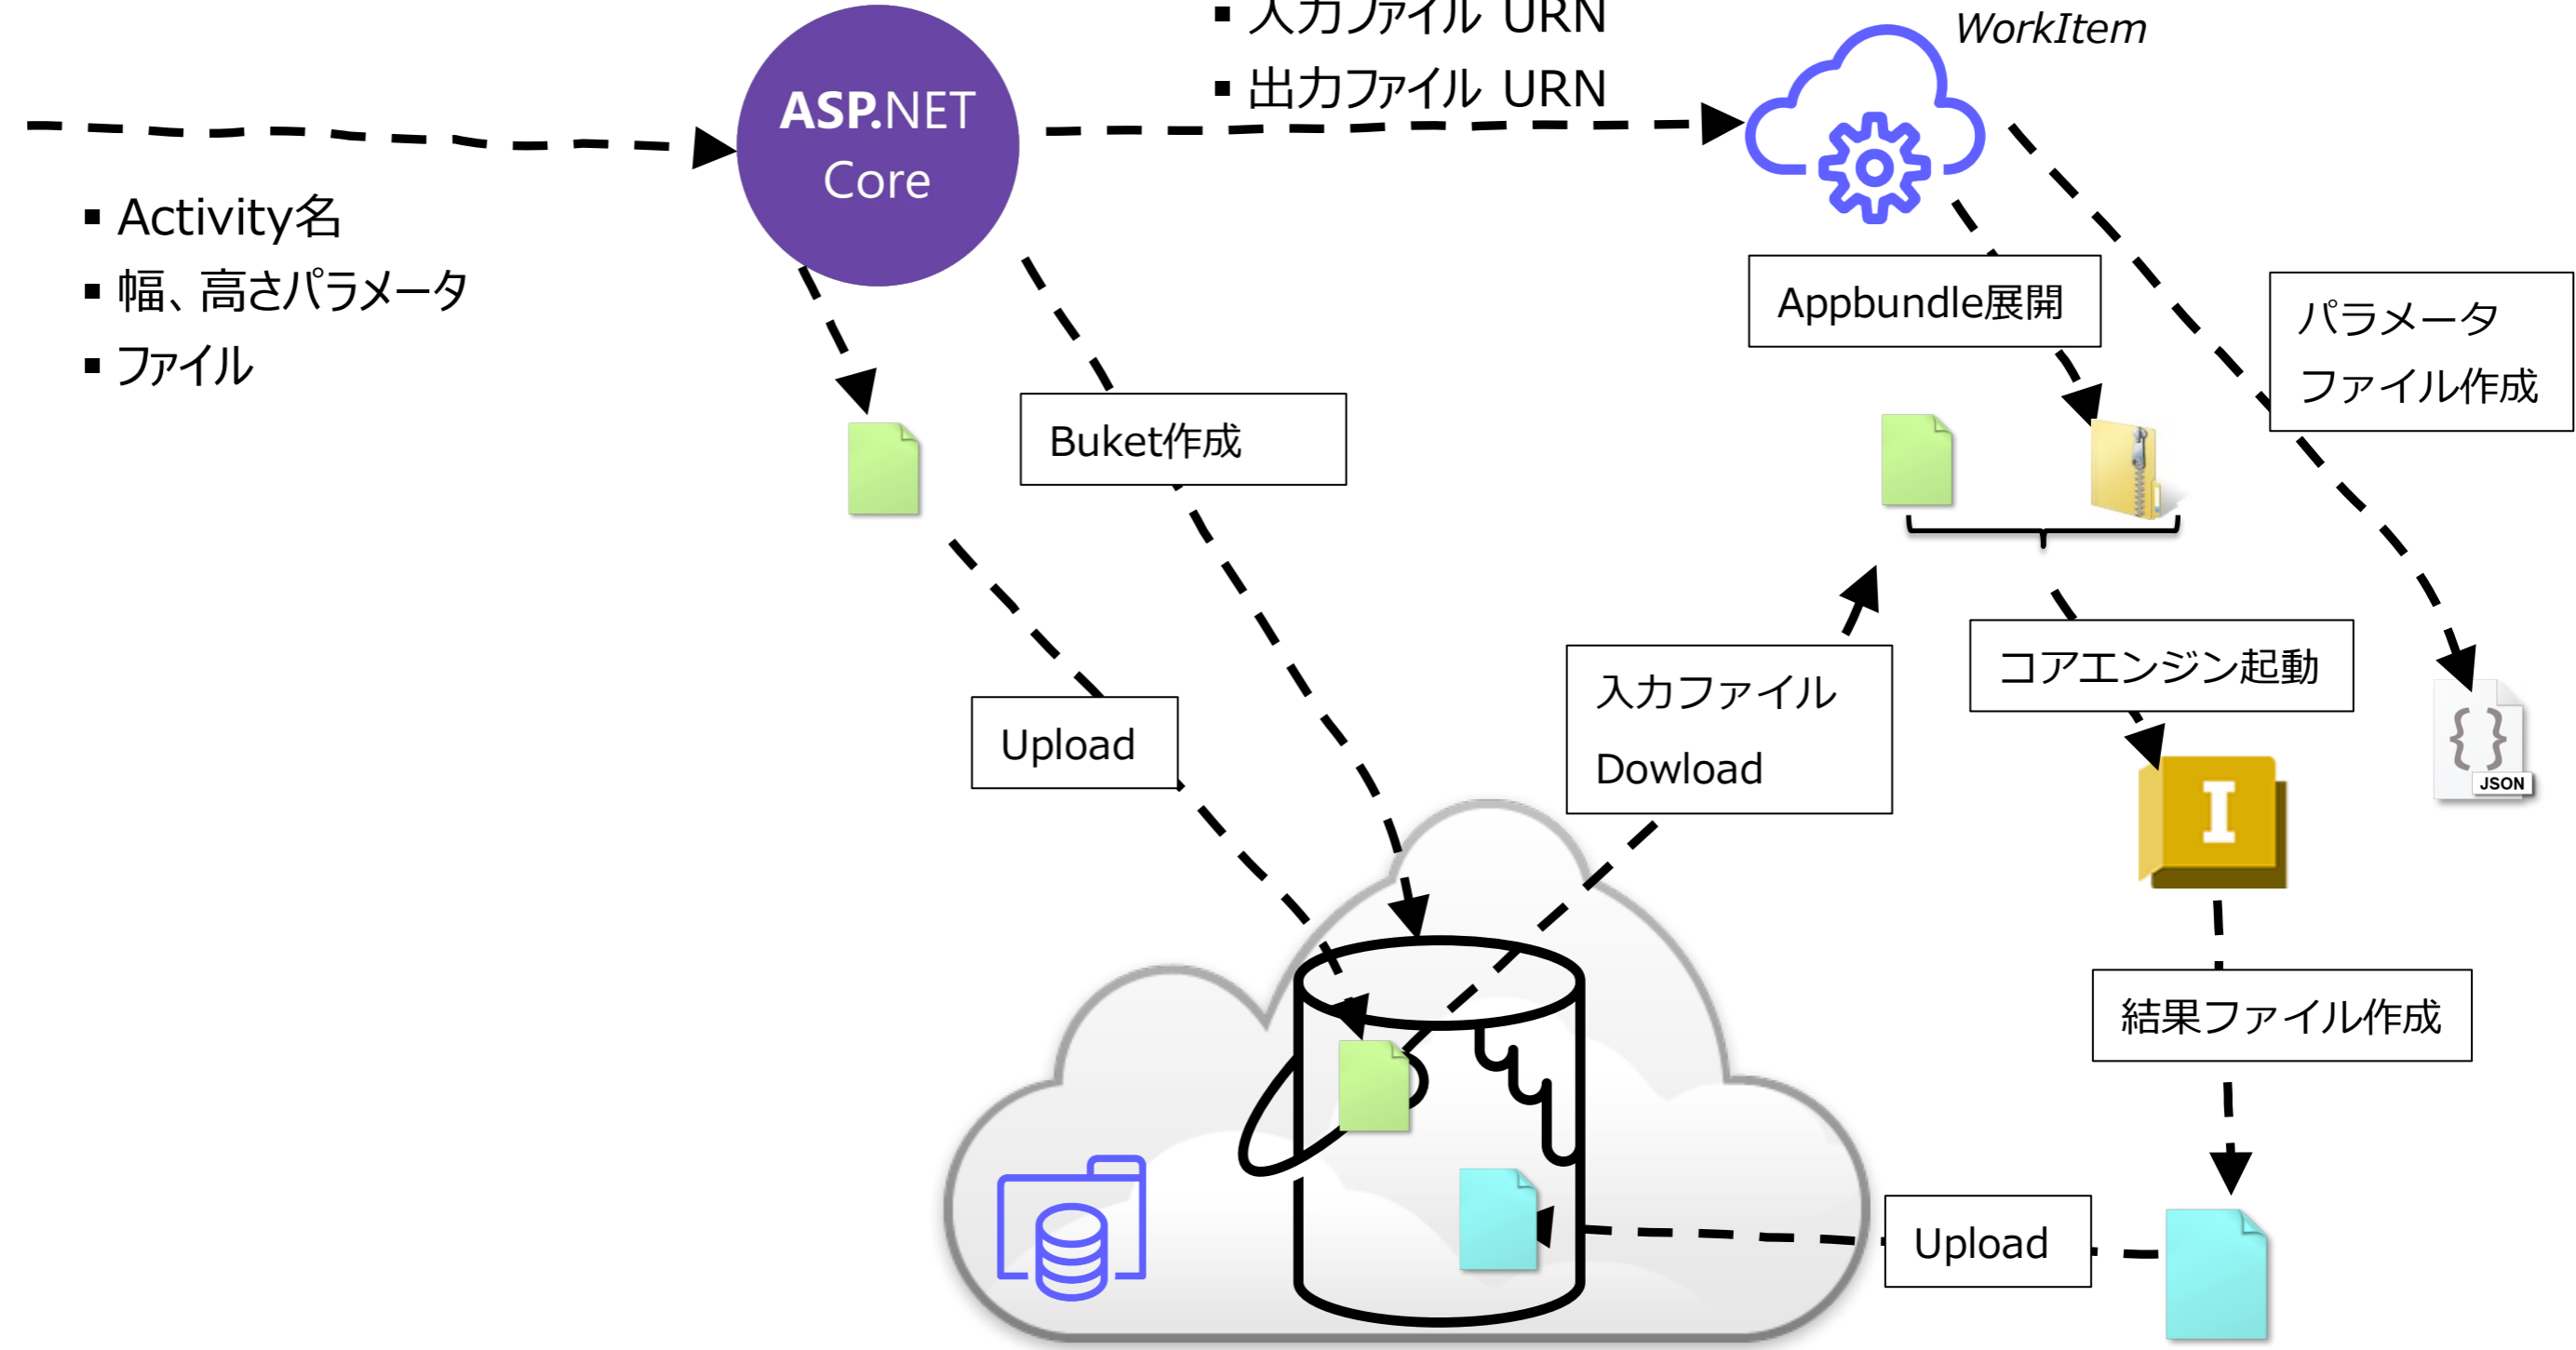 入力ファイル URN
出力ファイル URN
WorkItem
ASP.NET
Core
Activity名
幅、高さパラメータ
ファイル
Appbundle展開
パラメータ
ファイル作成
Buket作成
コアエンジン起動
入力ファイル
Dowload
Upload
JSON
I
結果ファイル作成
Upload